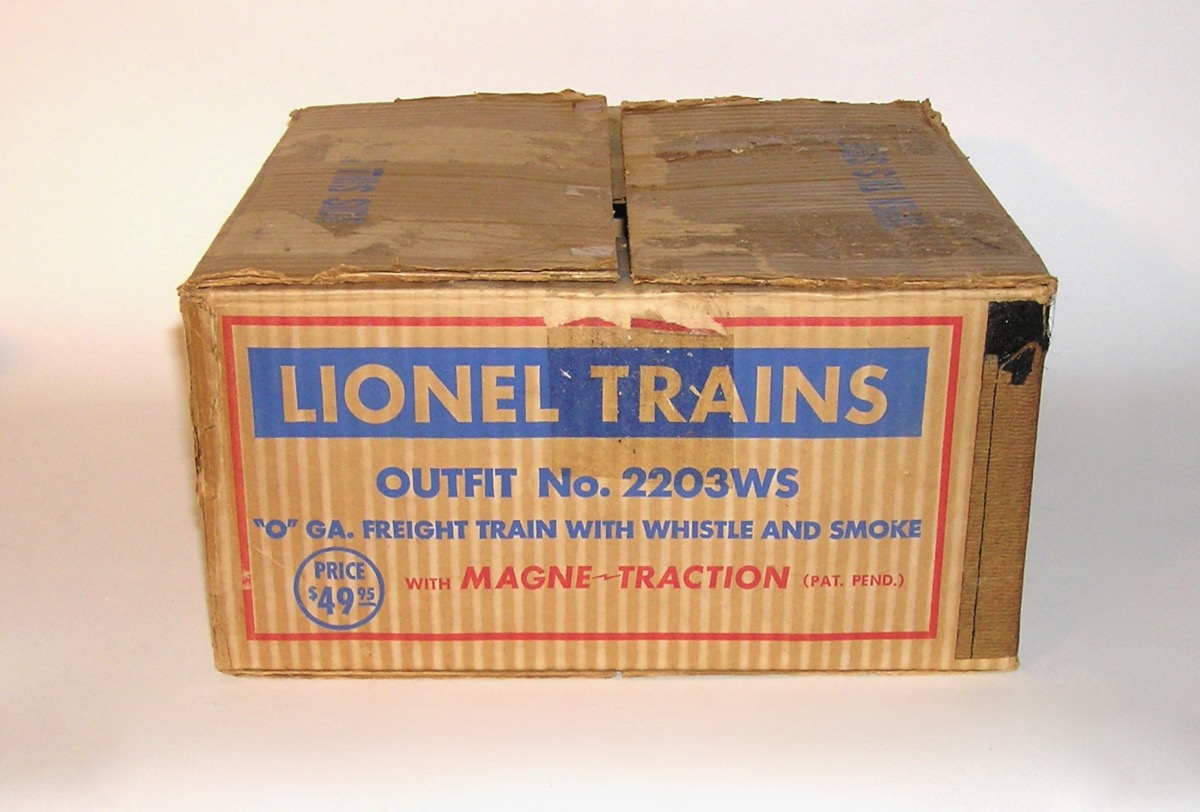 LIONEL TRAINS
OUTFIT No. 2203WS
"O" GA. FREIGHT TRAIN WITH WHISTLE AND SMOKE
PRICE
$49.95
WITH MAGNE-TRACTION (PAT. PEND.)